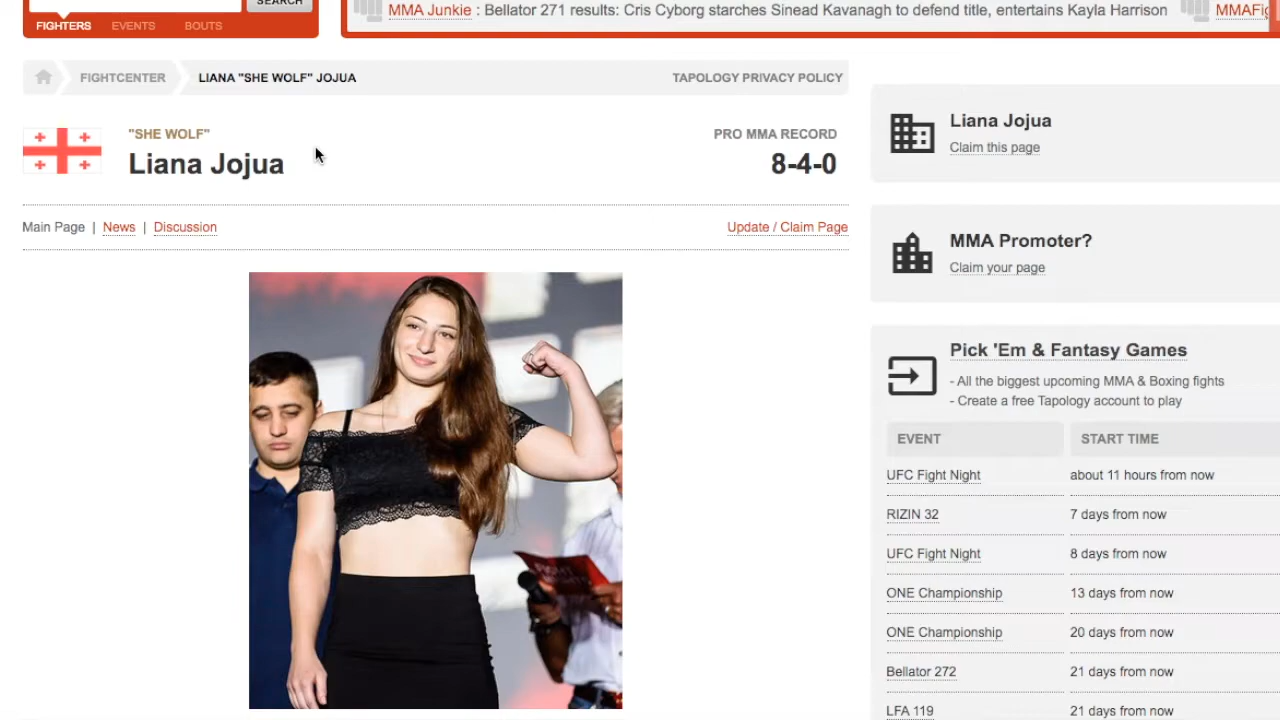 SEARCH
FIGHTERS EVENTS BOUTS
MMA Junkie : Bellator 271 results: Cris Cyborg starches Sinead Kavanagh to defend title, entertains Kayla Harrison
FIGHTCENTER
LIANA "SHE WOLF" JOJUA
TAPOLOGY PRIVACY POLICY
"SHE WOLF"
Liana Jojua
PRO MMA RECORD
8-4-0
Main Page | News | Discussion
Update / Claim Page
Liana Jojua
Claim this page
MMA Promoter?
Claim your page
Pick 'Em & Fantasy Games
- All the biggest upcoming MMA & Boxing fights
- Create a free Tapology account to play
EVENT START TIME
UFC Fight Night about 11 hours from now
RIZIN 32 7 days from now
UFC Fight Night 8 days from now
ONE Championship 13 days from now
ONE Championship 20 days from now
Bellator 272 21 days from now
LFA 119 21 days from now